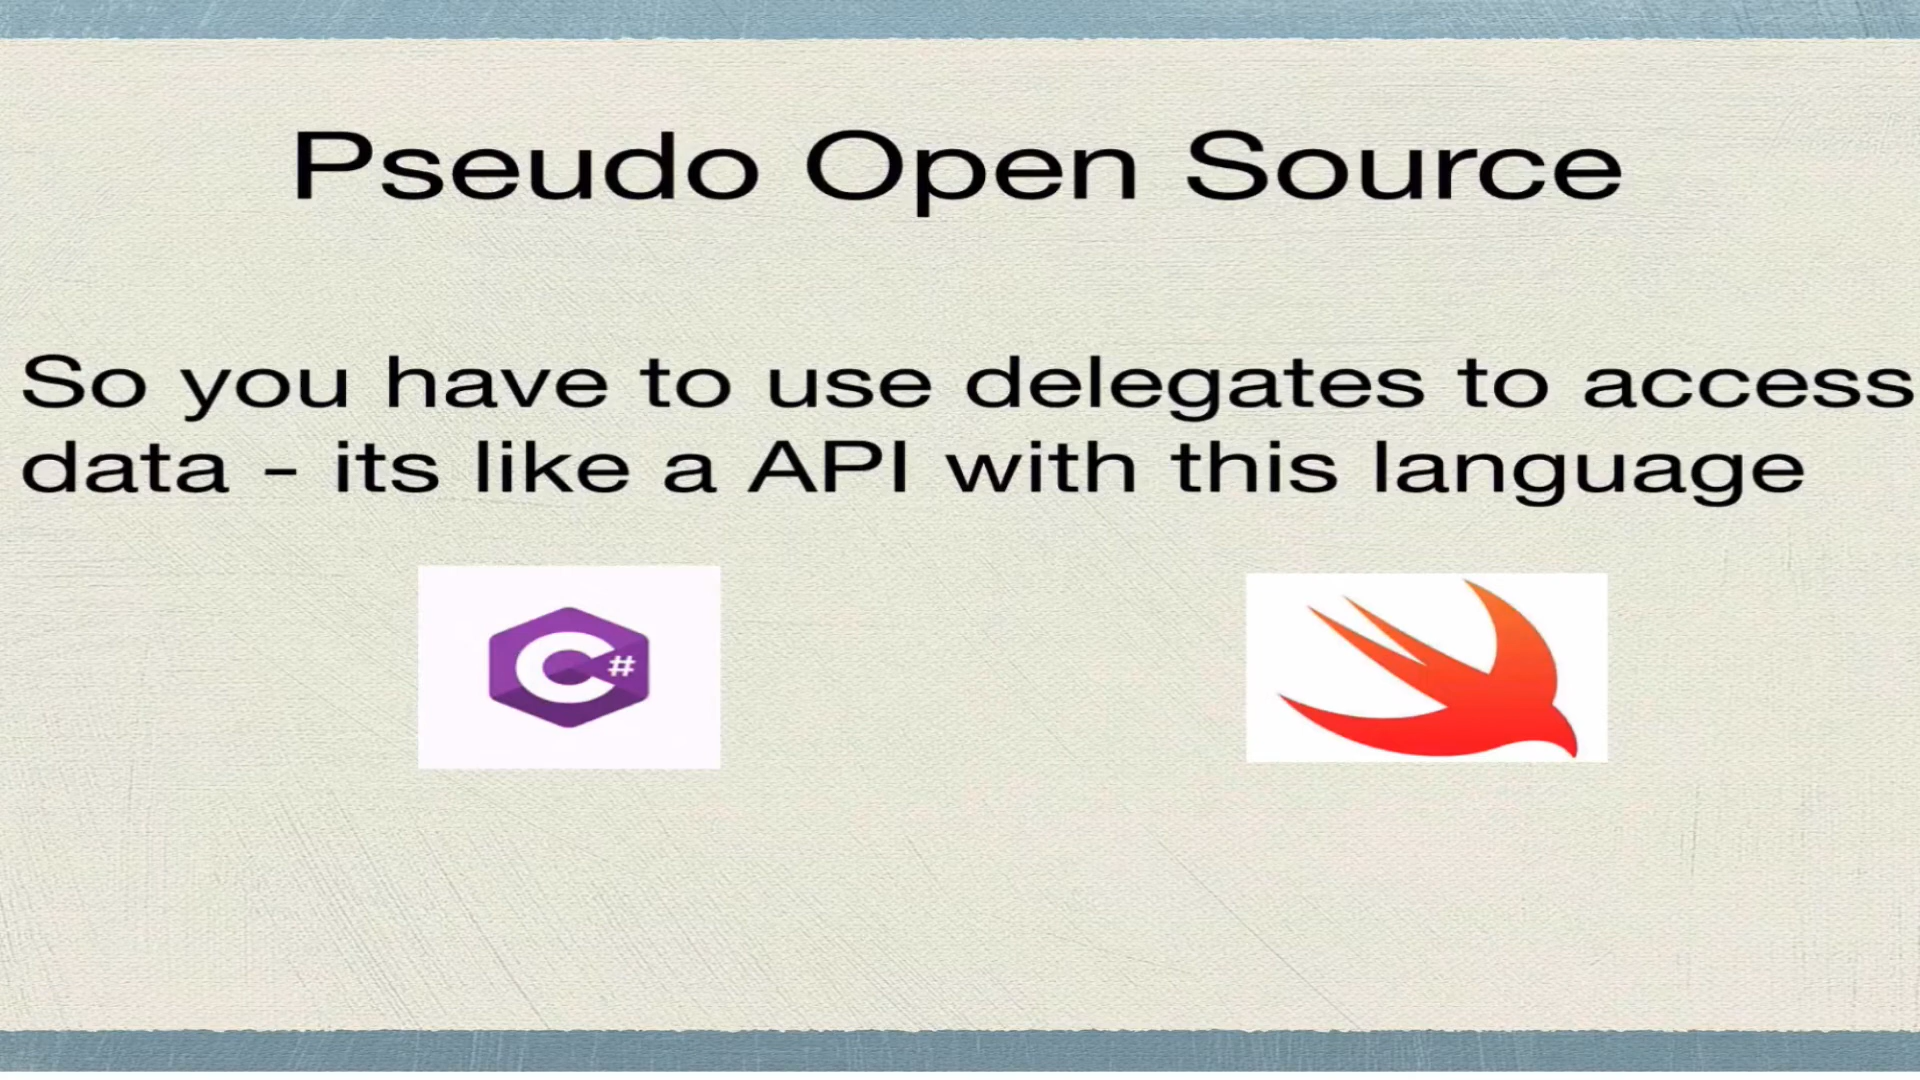 Pseudo Open Source
So you have to use delegates to access
data - its like a API with this language
C#